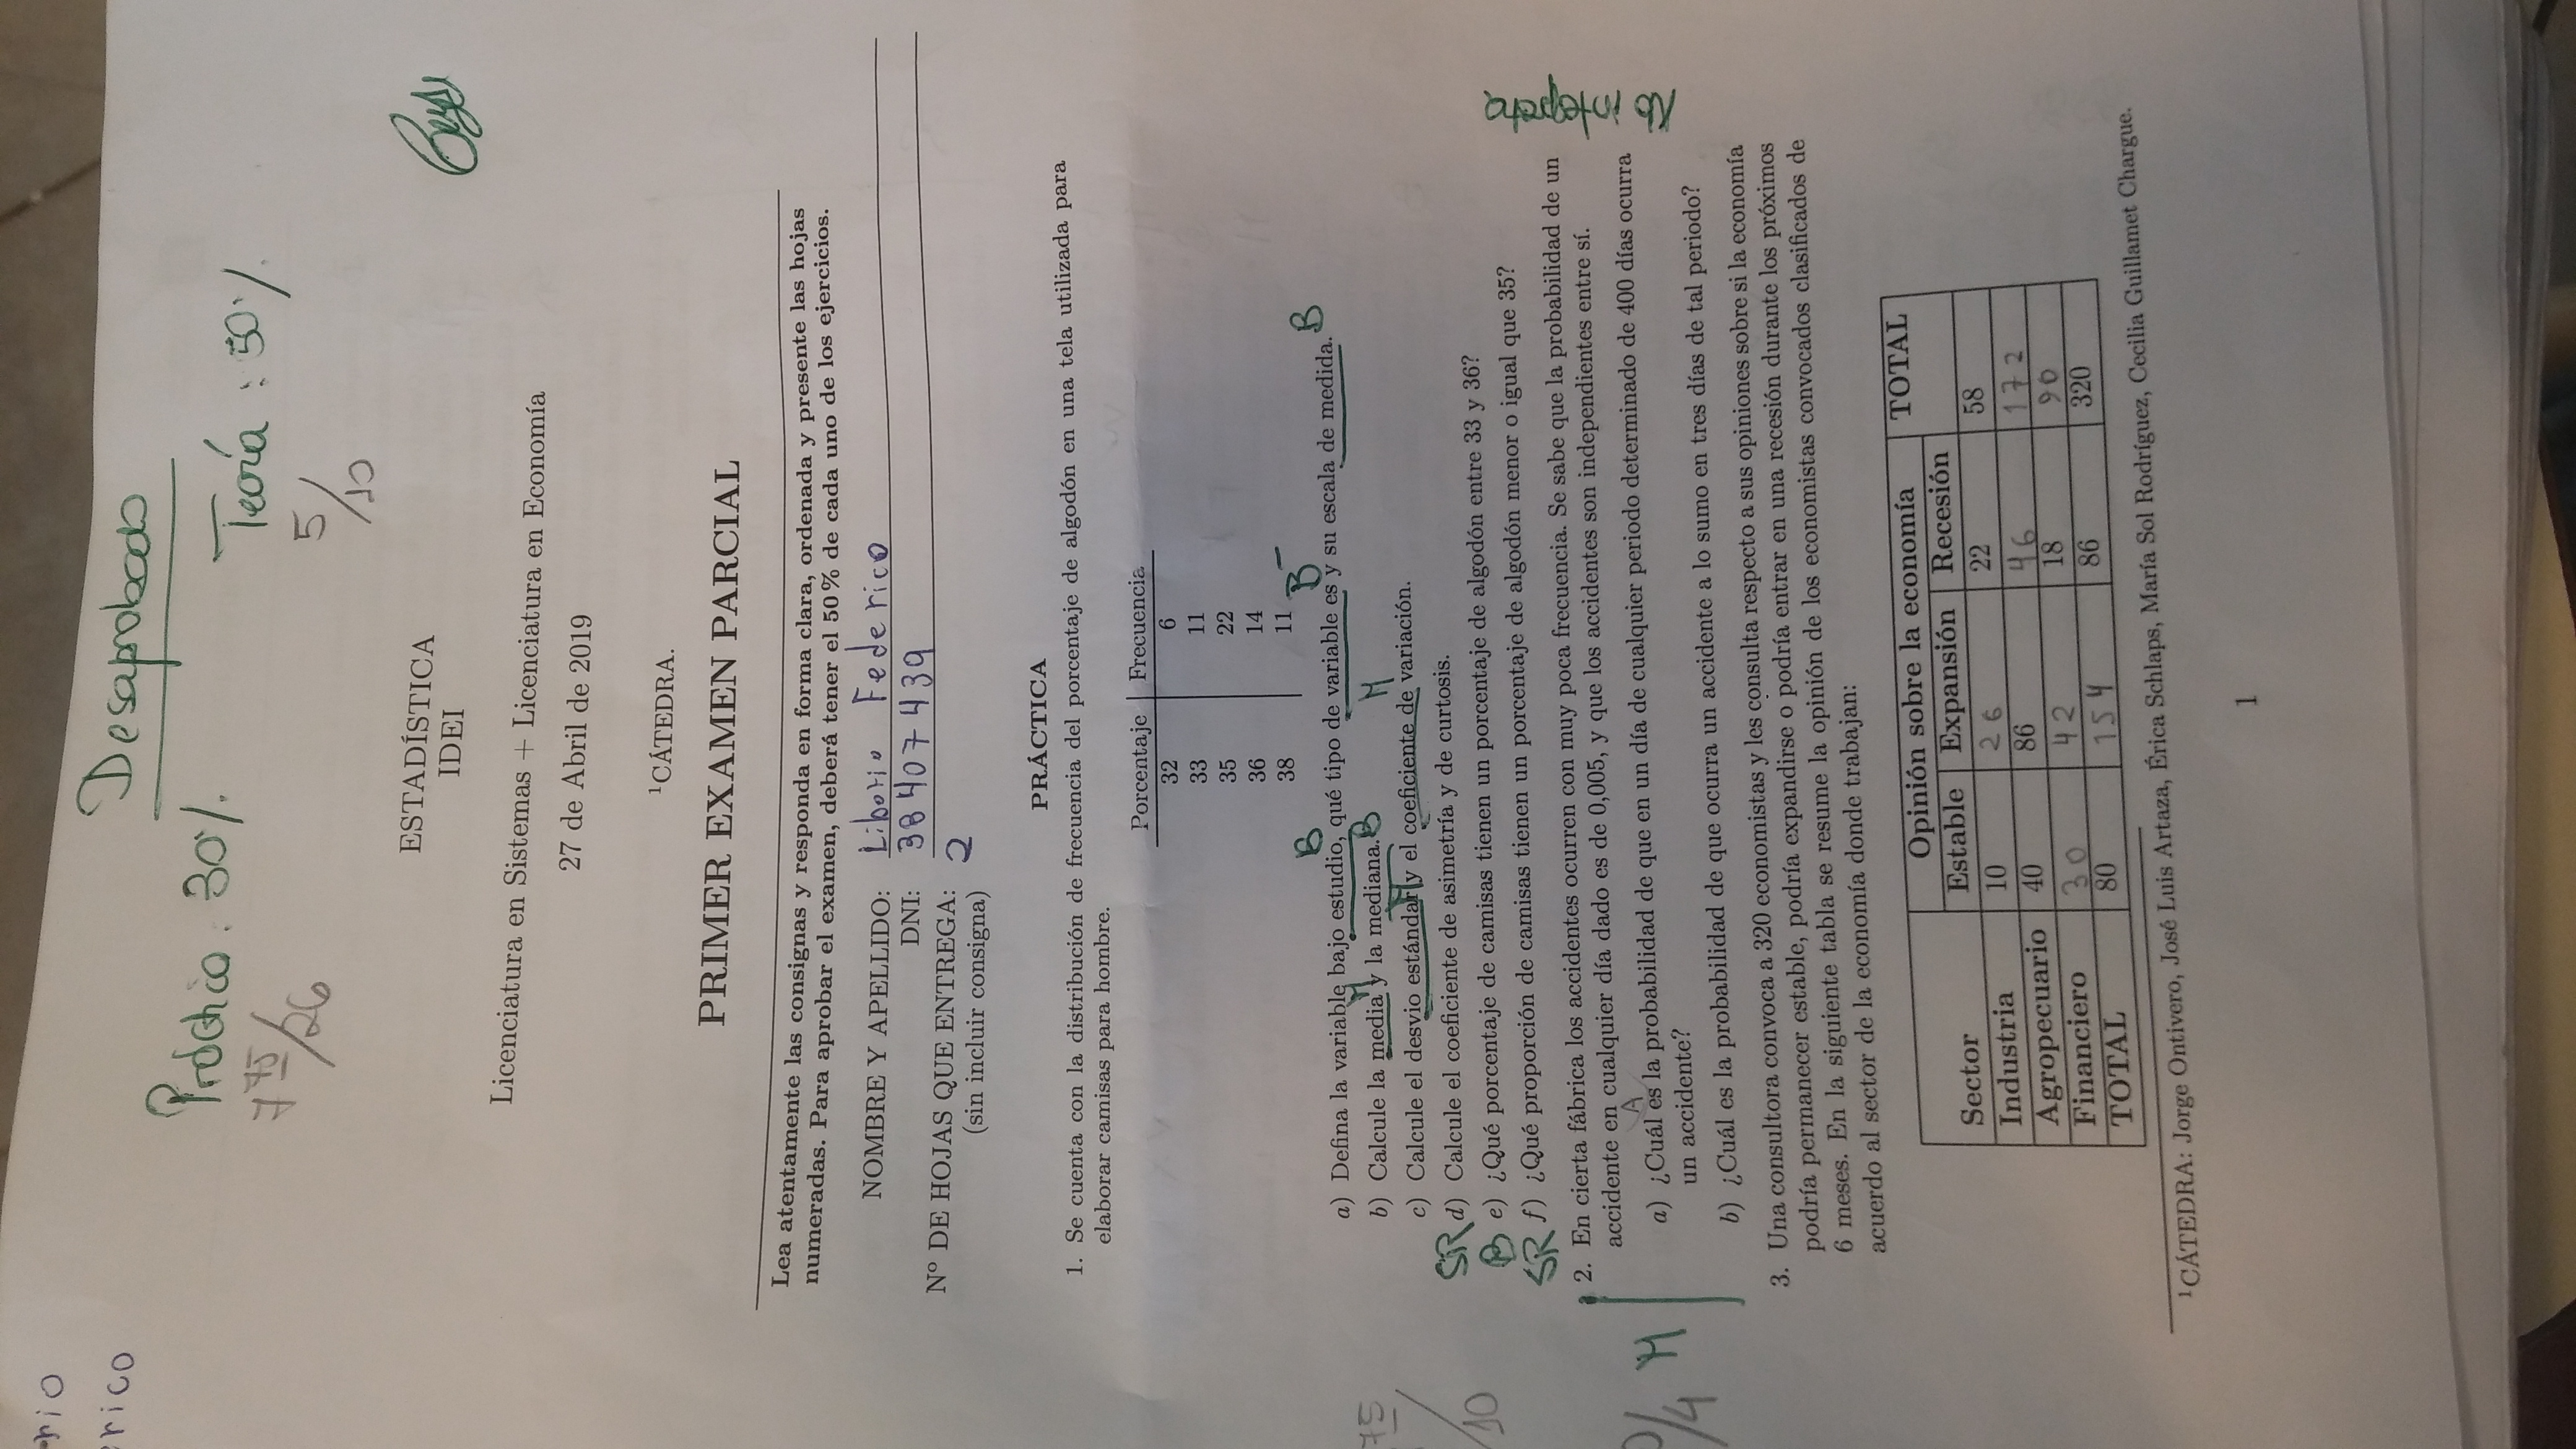 rio
erico
Desaprobado
Práctico : 30%.
Teoría : 50%.
7 75/26
5/10
ESTADÍSTICA
IDEI
Licenciatura en Sistemas + Licenciatura en Economía
27 de Abril de 2019
¹CÁTEDRA.
PRIMER EXAMEN PARCIAL
Lea atentamente las consignas y responda en forma clara, ordenada y presente las hojas
numeradas. Para aprobar el examen, deberá tener el 50 % de cada uno de los ejercicios.
NOMBRE Y APELLIDO: Liborio Federico
DNI: 38407439
Nº DE HOJAS QUE ENTREGA: 2
(sin incluir consigna)
PRÁCTICA
1. Se cuenta con la distribución de frecuencia del porcentaje de algodón en una tela utilizada para
elaborar camisas para hombre.
Porcentaje Frecuencia
32 6
33 11
35 22
36 14
38 11
B B⁻ B
a) Defina la variable bajo estudio, qué tipo de variable es y su escala de medida.
b) Calcule la media M y la mediana. B
M
c) Calcule el desvio estándar M y el coeficiente de variación.
SR d) Calcule el coeficiente de asimetría y de curtosis.
75/10
B e) ¿Qué porcentaje de camisas tienen un porcentaje de algodón entre 33 y 36?
SR f) ¿Qué proporción de camisas tienen un porcentaje de algodón menor o igual que 35?
2. En cierta fábrica los accidentes ocurren con muy poca frecuencia. Se sabe que la probabilidad de un
accidente en cualquier día dado es de 0,005, y que los accidentes son independientes entre sí.
A
0/4 M
a) ¿Cuál es la probabilidad de que en un día de cualquier periodo determinado de 400 días ocurra
un accidente?
b) ¿Cuál es la probabilidad de que ocurra un accidente a lo sumo en tres días de tal periodo?
3. Una consultora convoca a 320 economistas y les consulta respecto a sus opiniones sobre si la economía
podría permanecer estable, podría expandirse o podría entrar en una recesión durante los próximos
6 meses. En la siguiente tabla se resume la opinión de los economistas convocados clasificados de
acuerdo al sector de la economía donde trabajan:
Opinión sobre la economía TOTAL
Sector Estable Expansión Recesión
Industria 10 26 22 58
Agropecuario 40 86 46 172
Financiero 30 42 18 90
TOTAL 80 154 86 320
¹CÁTEDRA: Jorge Ontivero, José Luis Artaza, Érica Schlaps, María Sol Rodríguez, Cecilia Guillamet Chargue.
1